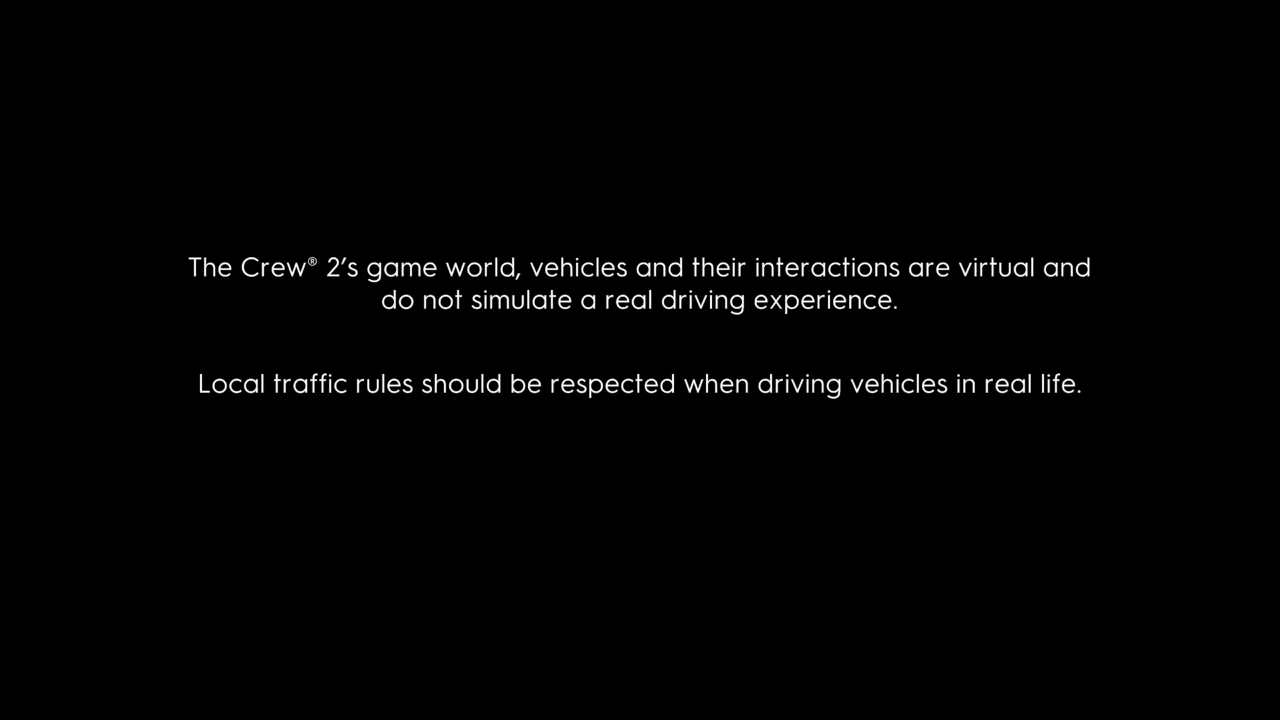 The Crew® 2’s game world, vehicles and their interactions are virtual and
do not simulate a real driving experience.
Local traffic rules should be respected when driving vehicles in real life.